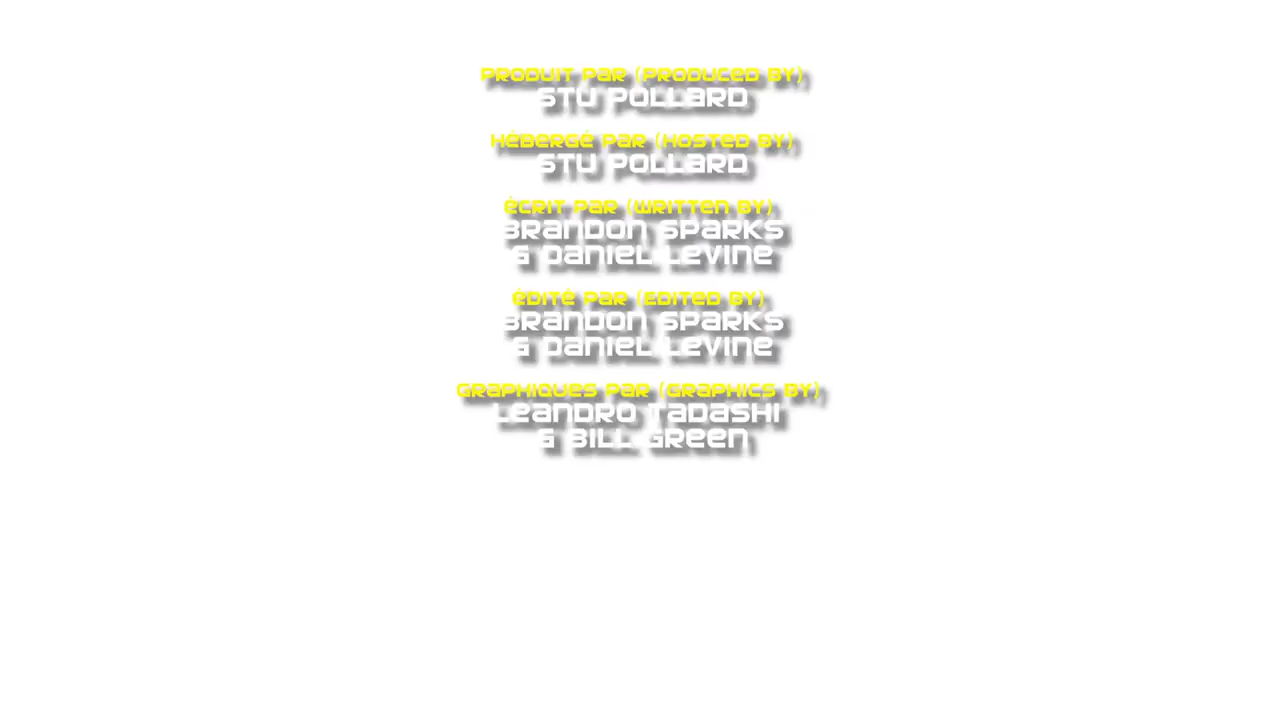 PRODUIT PAR (PRODUCED BY)
STU POLLARD
HÉBERGÉ PAR (HOSTED BY)
STU POLLARD
ÉCRIT PAR (WRITTEN BY)
BRANDON SPARKS
& DANIEL LEVINE
ÉDITÉ PAR (EDITED BY)
BRANDON SPARKS
& DANIEL LEVINE
GRAPHIQUES PAR (GRAPHICS BY)
LEANDRO TADASHI
& BILL GREEN